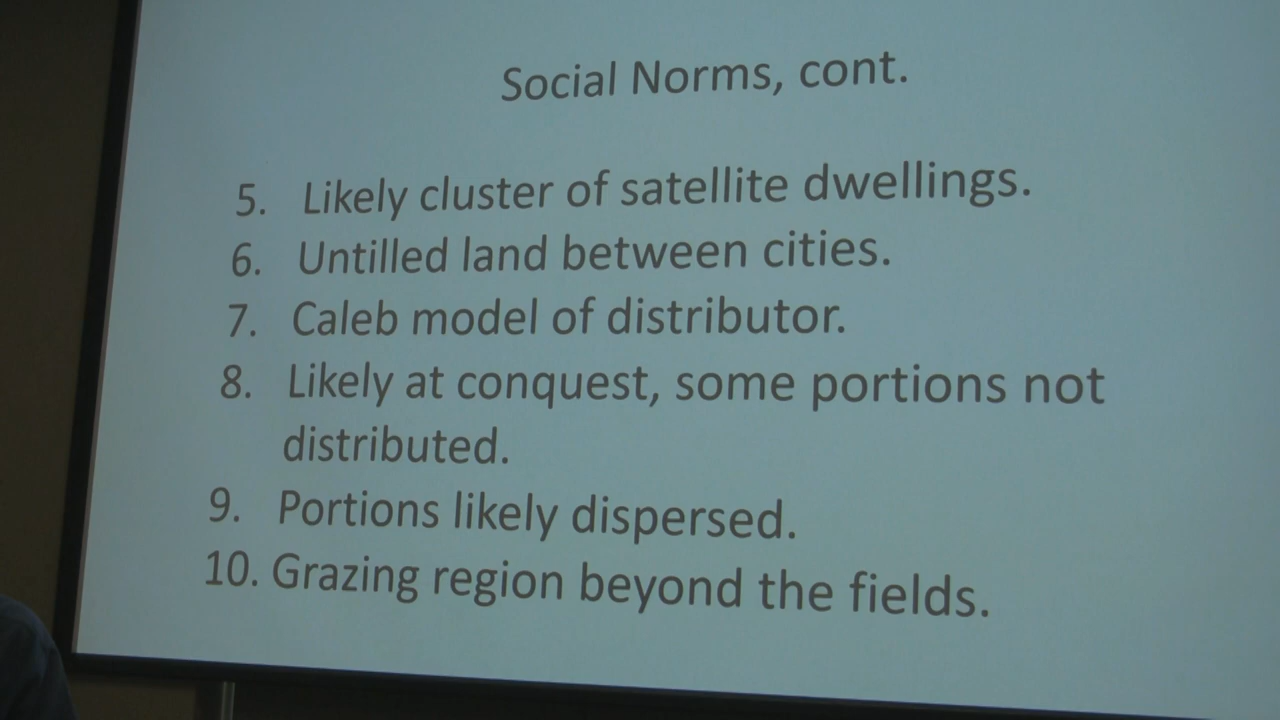 Social Norms, cont.
5. Likely cluster of satellite dwellings.
6. Untilled land between cities.
7. Caleb model of distributor.
8. Likely at conquest, some portions not
distributed.
9. Portions likely dispersed.
10. Grazing region beyond the fields.